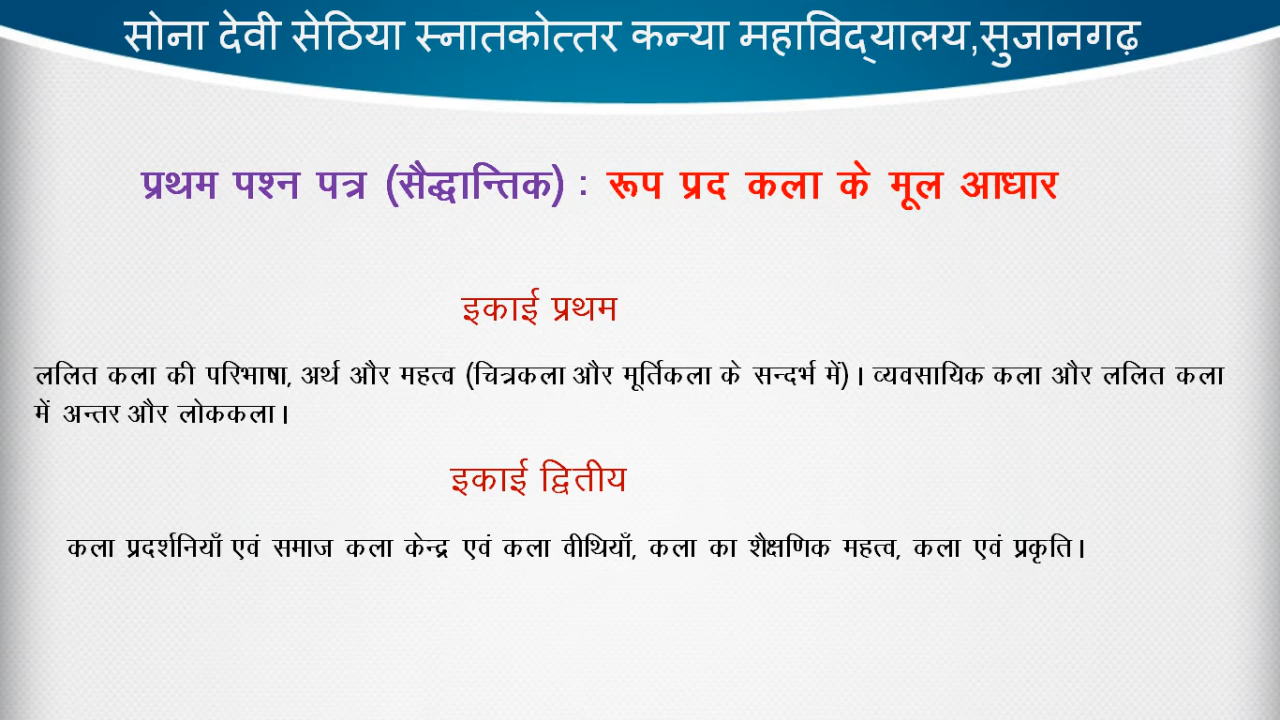 सोना देवी सेठिया स्नातकोत्तर कन्या महाविद्यालय,सुजानगढ़
प्रथम पश्न पत्र (सैद्धान्तिक) : रूप प्रद कला के मूल आधार
इकाई प्रथम
ललित कला की परिभाषा, अर्थ और महत्व (चित्रकला और मूर्तिकला के सन्दर्भ में) । व्यवसायिक कला और ललित कला
में अन्तर और लोककला ।
इकाई द्वितीय
कला प्रदर्शनियाँ एवं समाज कला केन्द्र एवं कला वीथियाँ, कला का शैक्षणिक महत्व, कला एवं प्रकृति ।